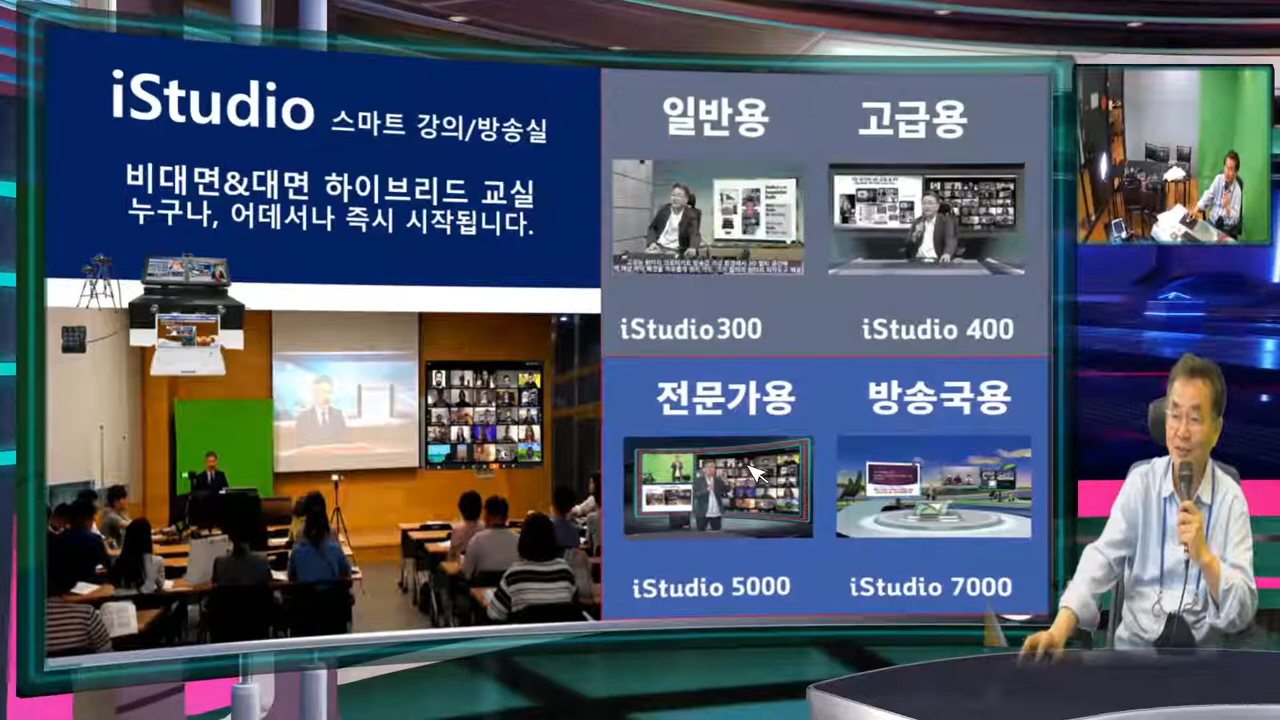 iStudio 스마트 강의/방송실
비대면&대면 하이브리드 교실
누구나, 어데서나 즉시 시작됩니다.
일반용
고급용
iStudio300
iStudio 400
전문가용
방송국용
iStudio 5000
iStudio 7000